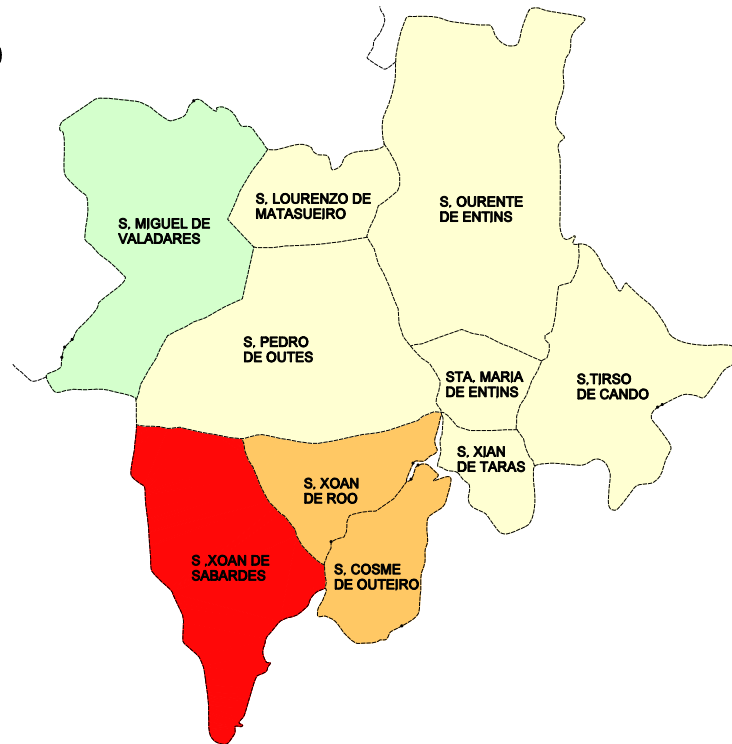 )
S, LOURENZO DE
MATASUEIRO
S, OURENTE
DE ENTINS
S, MIGUEL DE
VALADARES
S, PEDRO
DE OUTES
STA, MARIA
DE ENTINS
S,TIRSO
DE CANDO
S, XIAN
DE TARAS
S, XOAN
DE ROO
S ,XOAN DE
SABARDES
S, COSME
DE OUTEIRO